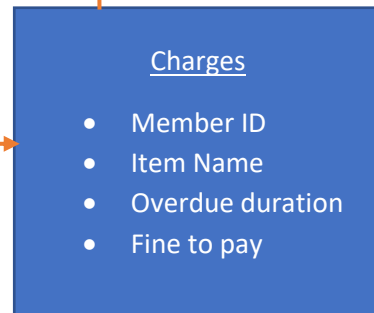 Charges
• Member ID
• Item Name
• Overdue duration
• Fine to pay